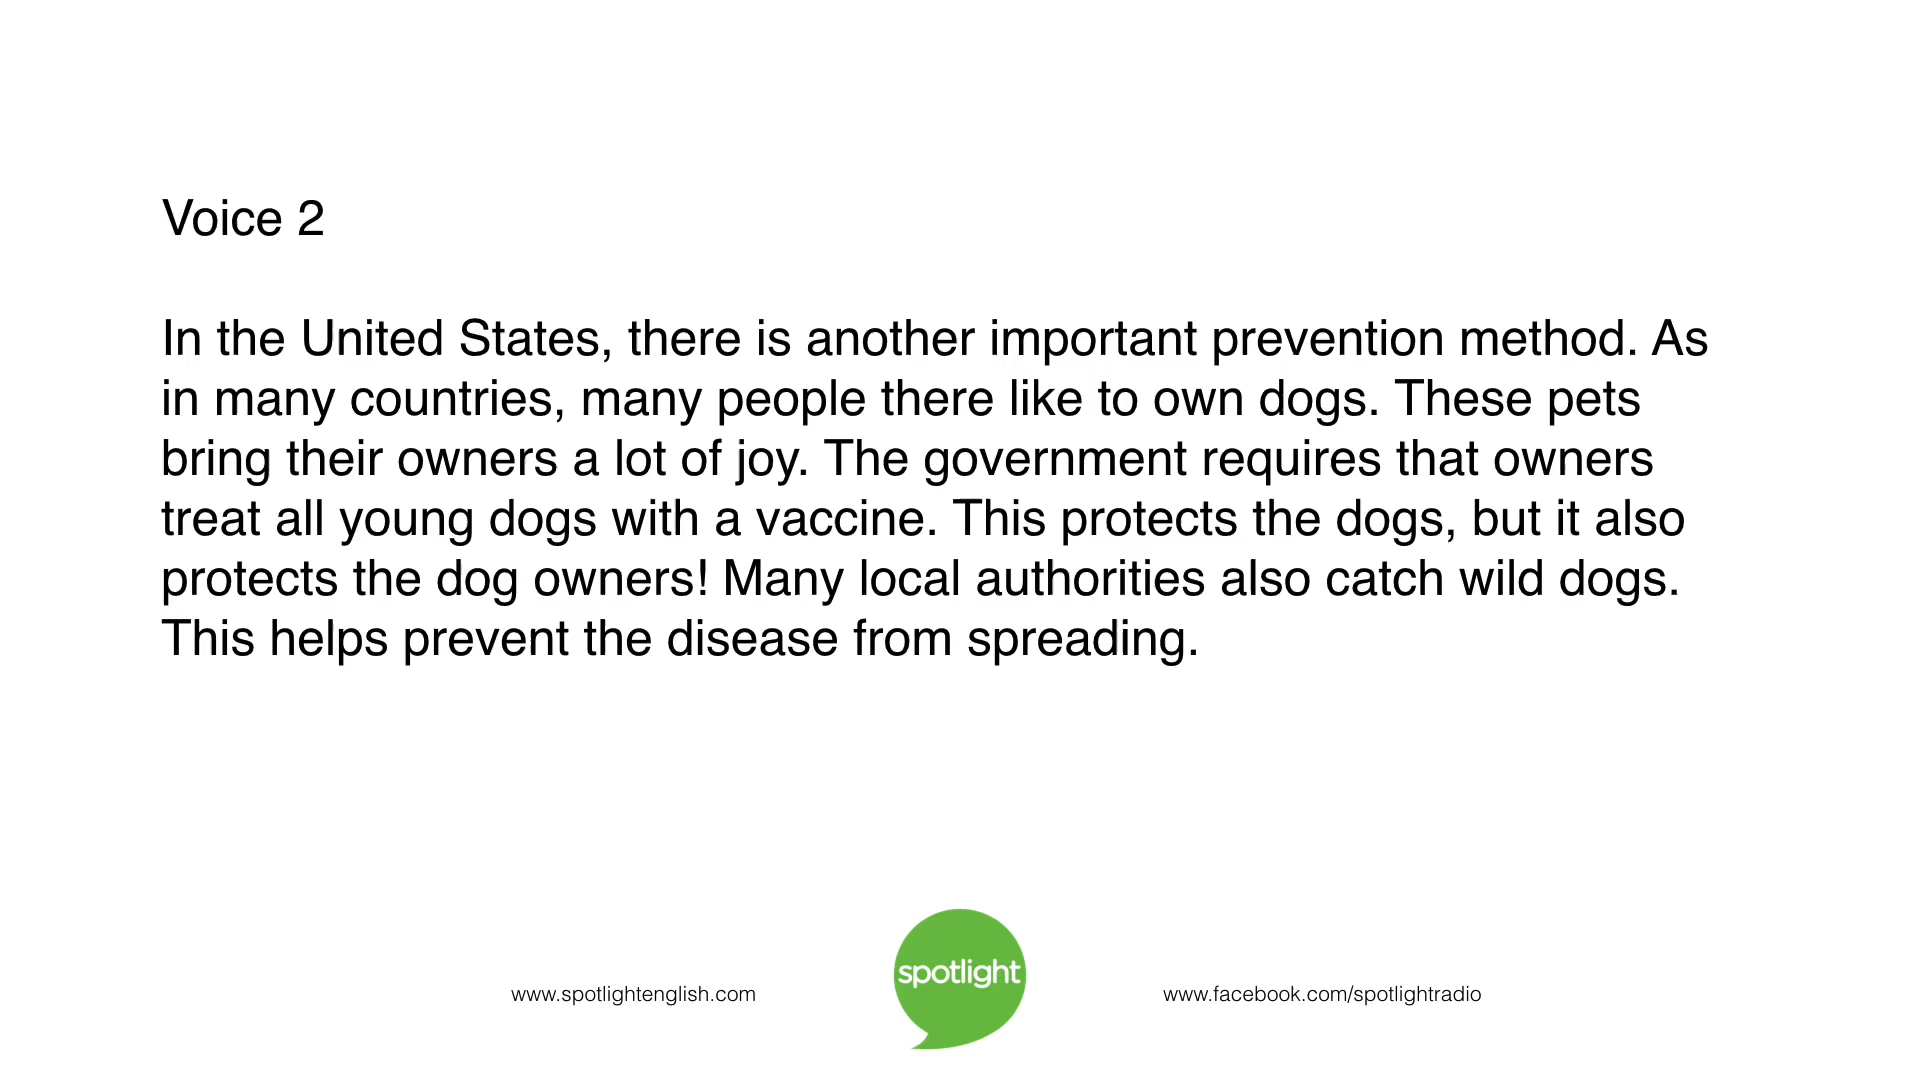 Voice 2
In the United States, there is another important prevention method. As
in many countries, many people there like to own dogs. These pets
bring their owners a lot of joy. The government requires that owners
treat all young dogs with a vaccine. This protects the dogs, but it also
protects the dog owners! Many local authorities also catch wild dogs.
This helps prevent the disease from spreading.
spotlight
www.spotlightenglish.com
www.facebook.com/spotlightradio